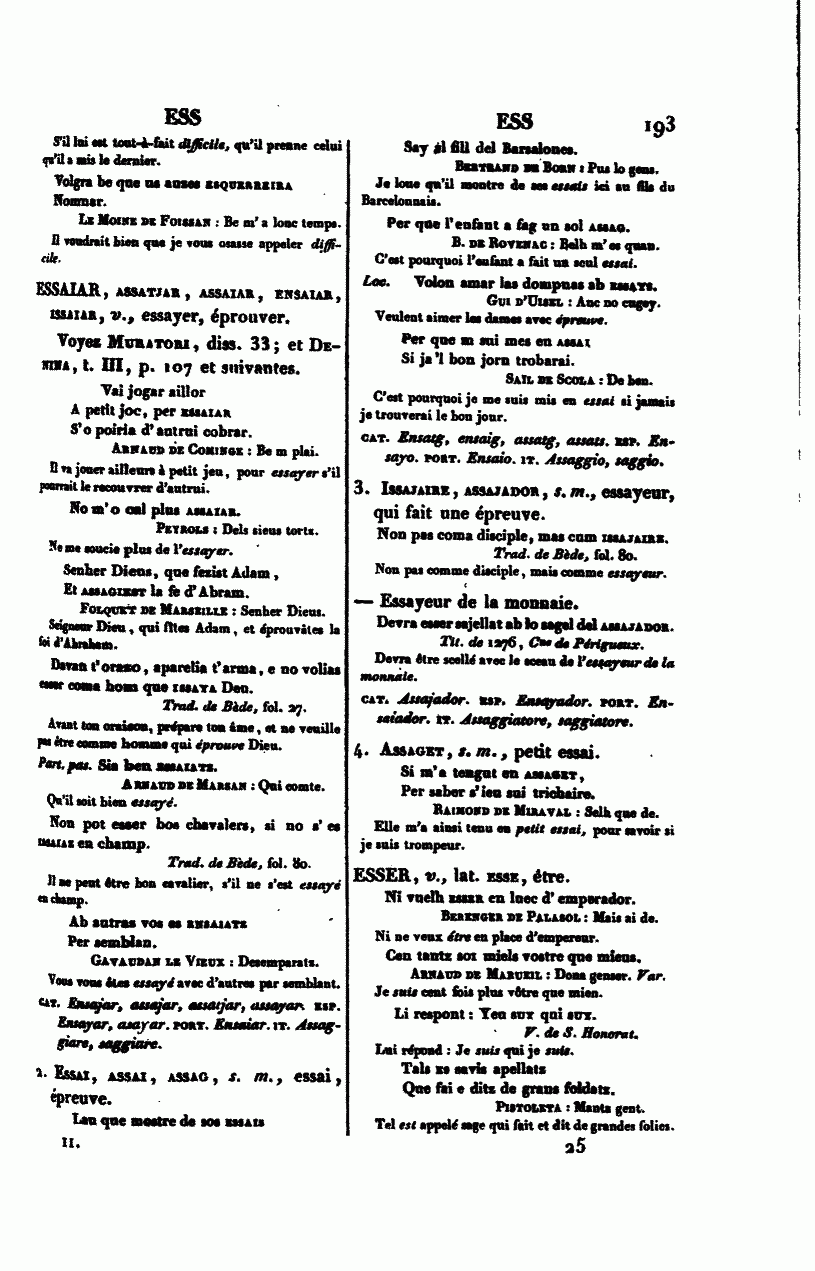 ESS
S'il lui est tout-à-fait difficile, qu'il prenne celui
qu'il a mis le dernier.
Volgra be que us auses ESQUERREIRA
Nommar.
LE MOINE DE FOISSAN : Be m'a lonc temps.
Il voudrait bien que je vous osasse appeler diffi-
cile.
ESSAIAR, ASSATJAR, ASSAIAR, ENSAIAR,
ISSAIAR, v., essayer, éprouver.
Voyez MURATORI, diss. 33; et DE-
NINA, t. III, p. 107 et suivantes.
Vai jogar aillor
A petit joc, per ESSAIAR
S'o poiria d'autrui cobrar.
ARNAUD DE COMINGE : Be m plai.
Il va jouer ailleurs à petit jeu, pour essayer s'il
pourrait le recouvrer d'autrui.
No m'o cal plus ASSAIAR.
PEYROLS : Dels sieus tortz.
Ne me soucie plus de l'essayer.
Senher Dieus, que fezist Adam,
Et ASSAGIEST la fe d'Abram.
FOLQUET DE MARSEILLE : Senher Dieus.
Seigneur Dieu, qui fîtes Adam, et éprouvâtes la
foi d'Abraham.
Davan t'orazo, aparelia t'arma, e no volias
esser coma hom que ISSAYA Deu.
Trad. de Bède, fol. 27.
Avant ton oraison, prépare ton âme, et ne veuille
pas être comme homme qui éprouve Dieu.
Part. pas. Sia ben ASSAIATZ.
ARNAUD DE MARSAN : Qui comte.
Qu'il soit bien essayé.
Non pot esser bos chavalers, si no s'es
ISSAIAZ en champ.
Trad. de Bède, fol. 80.
Il ne peut être bon cavalier, s'il ne s'est essayé
en champ.
Ab autras vos es ENSAIATZ
Per semblan.
GAVAUDAN LE VIEUX : Desemparatz.
Vous vous êtes essayé avec d'autres par semblant.
CAT. Ensajar, assajar, assatjar, assayar. ESP.
Ensayar, asayar. PORT. Ensaiar. IT. Assag-
giare, saggiare.
2. ESSAI, ASSAI, ASSAG, s. m., essai,
épreuve.
Lau que mostre de sos ESSAIS
II.
ESS
193
Say al fill del Barsalones.
BERTRAND DE BORN : Pus lo gens.
Je loue qu'il montre de ses essais ici au fils du
Barcelonnais.
Per que l'enfant a fag un sol ASSAG.
B. DE ROVENAC : Belh m'es quan.
C'est pourquoi l'enfant a fait un seul essai.
Loc. Volon amar las dompnas ab ESSAYS.
GUI D'UISEL : Anc no cugey.
Veulent aimer les dames avec épreuve.
Per que m sui mes en ASSAI
Si ja'l bon jorn trobarai.
SAIL DE SCOLA : De ben.
C'est pourquoi je me suis mis en essai si jamais
je trouverai le bon jour.
CAT. Ensatg, ensaig, assatg, assats. ESP. En-
sayo. PORT. Ensaio. IT. Assaggio, saggio.
3. ISSAJAIRE, ASSAJADOR, s. m., essayeur,
qui fait une épreuve.
Non pas coma disciple, mas cum ISSAJAIRE.
Trad. de Bède, fol. 80.
Non pas comme disciple, mais comme essayeur.
— Essayeur de la monnaie.
Devra esser sajellat ab lo sagel del ASSAJADOR.
Tit. de 1276, Cne de Périgueux.
Devra être scellé avec le sceau de l'essayeur de la
monnaie.
CAT. Assajador. ESP. Ensayador. PORT. En-
saiador. IT. Assaggiatore, saggiatore.
4. ASSAGET, s. m., petit essai.
Si m'a tengut en ASSAGET,
Per saber s'ieu sui trichaire.
RAIMOND DE MIRAVAL : Selh que de.
Elle m'a ainsi tenu en petit essai, pour savoir si
je suis trompeur.
ESSER, v., lat. ESSE, être.
Ni vuelh ESSER en luec d'emparador.
BERENGER DE PALASOL : Mais ai de.
Ni ne veux être en place d'empereur.
Cen tantz SOI miels vostre que mieus.
ARNAUD DE MARUEIL : Dona genser. Var.
Je suis cent fois plus vôtre que mien.
Li respont : Yeu SUY qui SUY.
V. de S. Honorat.
Lui répond : Je suis qui je suis.
Tals ES savis apellatz
Que fai e ditz de grans foldatz.
PISTOLETA : Manta gent.
Tel est appelé sage qui fait et dit de grandes folies.
25